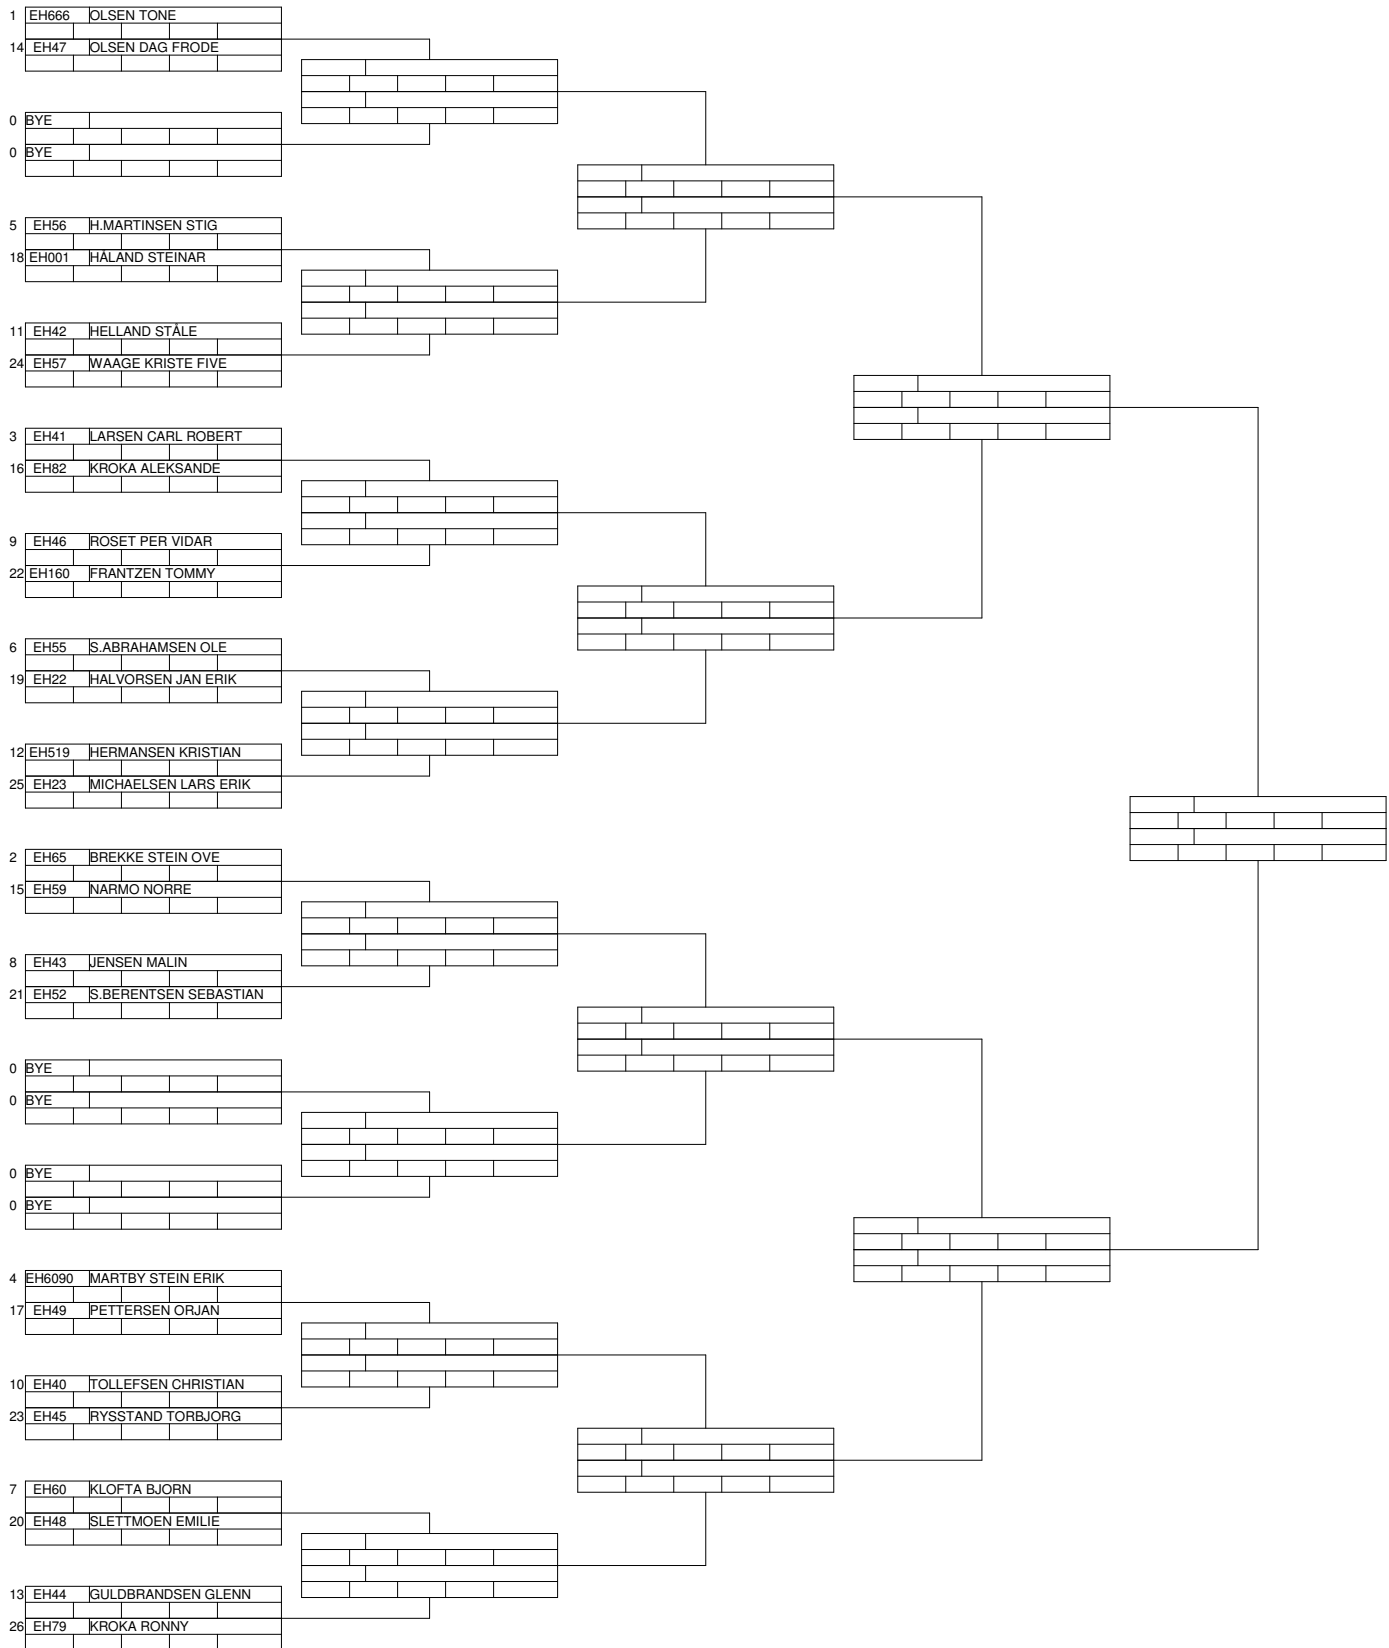 1 EH666 OLSEN TONE
14 EH47 OLSEN DAG FRODE
0 BYE
0 BYE
5 EH56 H.MARTINSEN STIG
18 EH001 HÅLAND STEINAR
11 EH42 HELLAND STÅLE
24 EH57 WAAGE KRISTE FIVE
3 EH41 LARSEN CARL ROBERT
16 EH82 KROKA ALEKSANDE
9 EH46 ROSET PER VIDAR
22 EH160 FRANTZEN TOMMY
6 EH55 S.ABRAHAMSEN OLE
19 EH22 HALVORSEN JAN ERIK
12 EH519 HERMANSEN KRISTIAN
25 EH23 MICHAELSEN LARS ERIK
2 EH65 BREKKE STEIN OVE
15 EH59 NARMO NORRE
8 EH43 JENSEN MALIN
21 EH52 S.BERENTSEN SEBASTIAN
0 BYE
0 BYE
0 BYE
0 BYE
4 EH6090 MARTBY STEIN ERIK
17 EH49 PETTERSEN ORJAN
10 EH40 TOLLEFSEN CHRISTIAN
23 EH45 RYSSTAND TORBJORG
7 EH60 KLOFTA BJORN
20 EH48 SLETTMOEN EMILIE
13 EH44 GULDBRANDSEN GLENN
26 EH79 KROKA RONNY